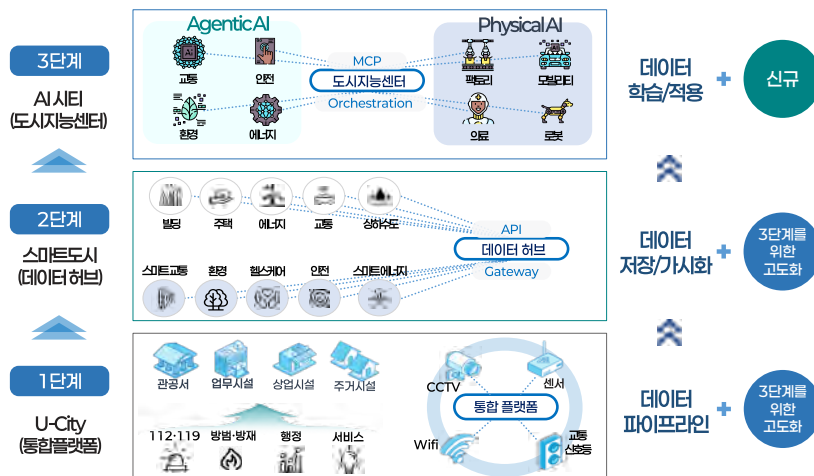 3단계
AI 시티
(도시지능센터)
Agentic AI
교통
안전
환경
에너지
MCP
도시지능센터
Orchestration
Physical AI
팩토리
모빌리티
의료
로봇
데이터
학습/적용
+
신규
2단계
스마트도시
(데이터 허브)
빌딩
주택
에너지
교통
상하수도
스마트교통
환경
헬스케어
안전
스마트에너지
API
데이터 허브
Gateway
데이터
저장/가시화
+
3단계를
위한
고도화
1단계
U-City
(통합플랫폼)
관공서
업무시설
상업시설
주거시설
112·119
방범·방재
행정
서비스
CCTV
센서
통합 플랫폼
Wifi
교통
신호등
데이터
파이프라인
+
3단계를
위한
고도화